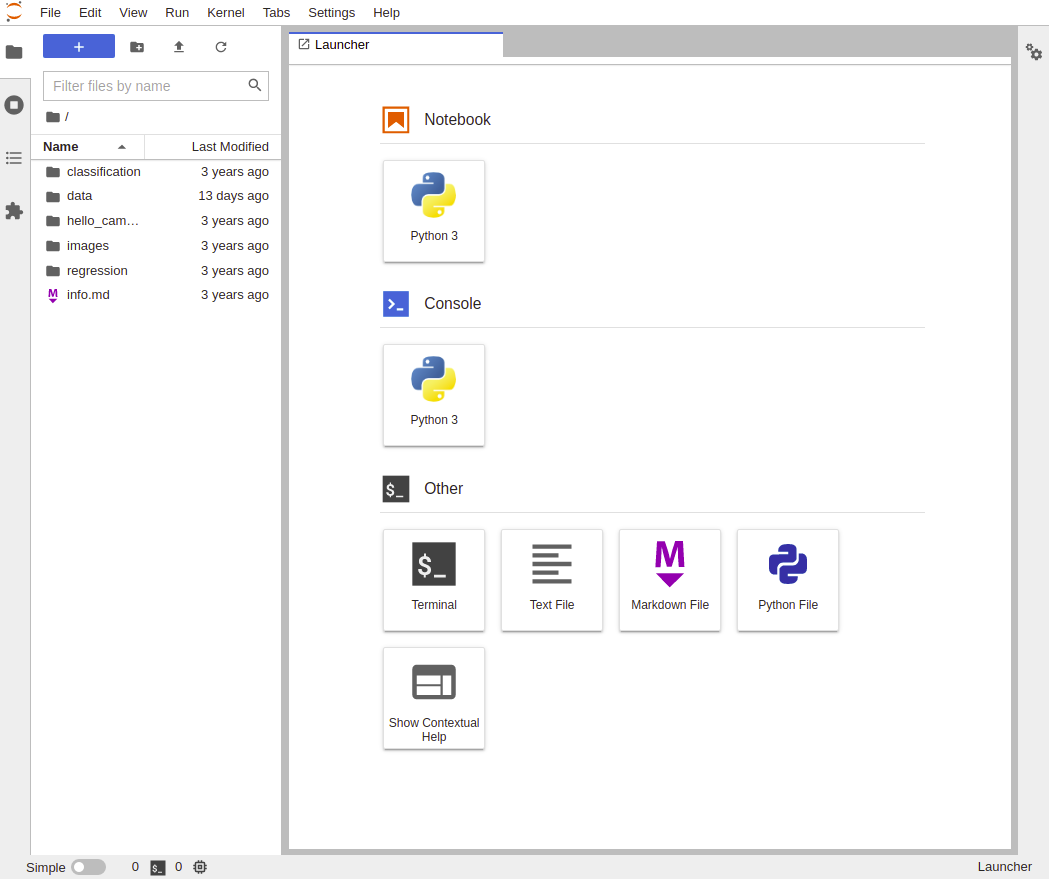 File Edit View Run Kernel Tabs Settings Help
Launcher
Filter files by name
/
Name Last Modified
classification 3 years ago
data 13 days ago
hello_cam… 3 years ago
images 3 years ago
regression 3 years ago
M info.md 3 years ago
Notebook
Python 3
Console
Python 3
$_ Other
$_ M
Terminal Text File Markdown File Python File
Show Contextual
Help
Simple 0 $_ 0 Launcher